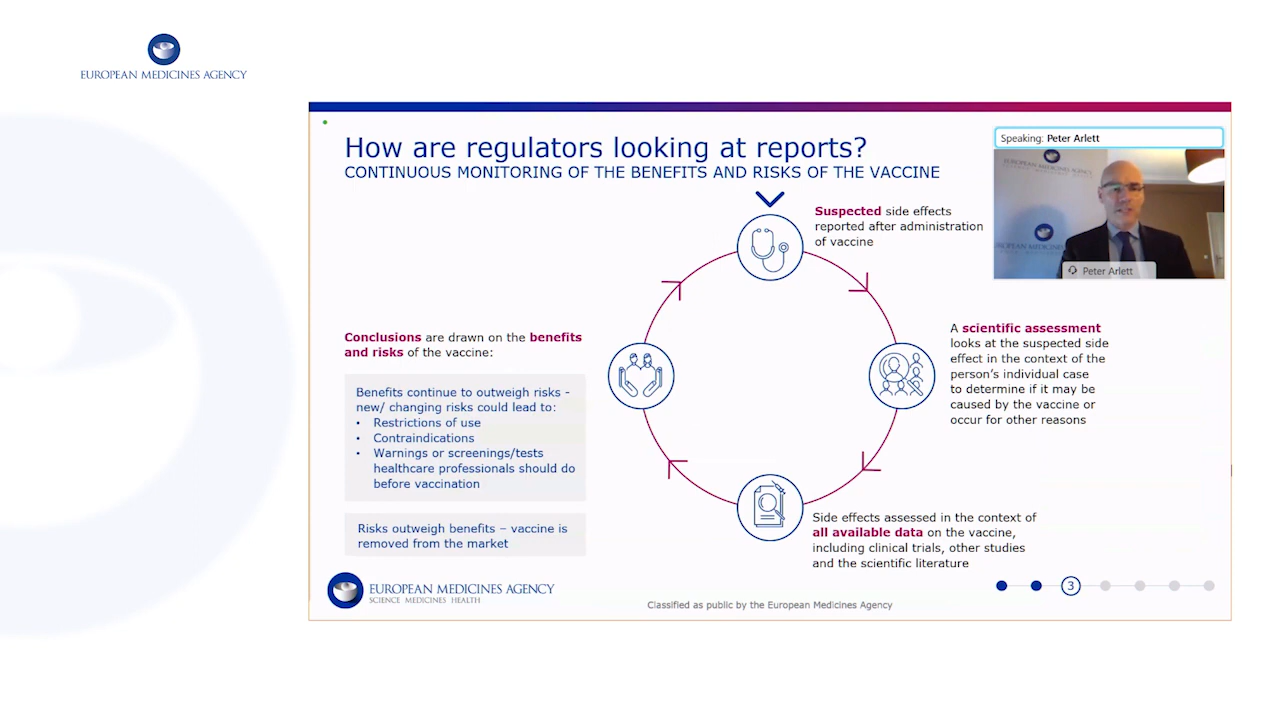 EUROPEAN MEDICINES AGENCY
How are regulators looking at reports?
CONTINUOUS MONITORING OF THE BENEFITS AND RISKS OF THE VACCINE
Speaking: Peter Arlett
EUROPEAN MEDICINES AGENCY
EUROPEAN MEDICINES
Peter Arlett
Suspected side effects
reported after administration
of vaccine
A scientific assessment
looks at the suspected side
effect in the context of the
person's individual case
to determine if it may be
caused by the vaccine or
occur for other reasons
Side effects assessed in the context of
all available data on the vaccine,
including clinical trials, other studies
and the scientific literature
Conclusions are drawn on the benefits
and risks of the vaccine:
Benefits continue to outweigh risks -
new/ changing risks could lead to:
• Restrictions of use
• Contraindications
• Warnings or screenings/tests
healthcare professionals should do
before vaccination
Risks outweigh benefits – vaccine is
removed from the market
EUROPEAN MEDICINES AGENCY
SCIENCE MEDICINES HEALTH
Classified as public by the European Medicines Agency
3